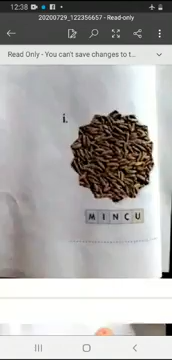 12:38
20200729_122356657 - Read-only
Read Only - You can't save changes to t...
i.
MINCU